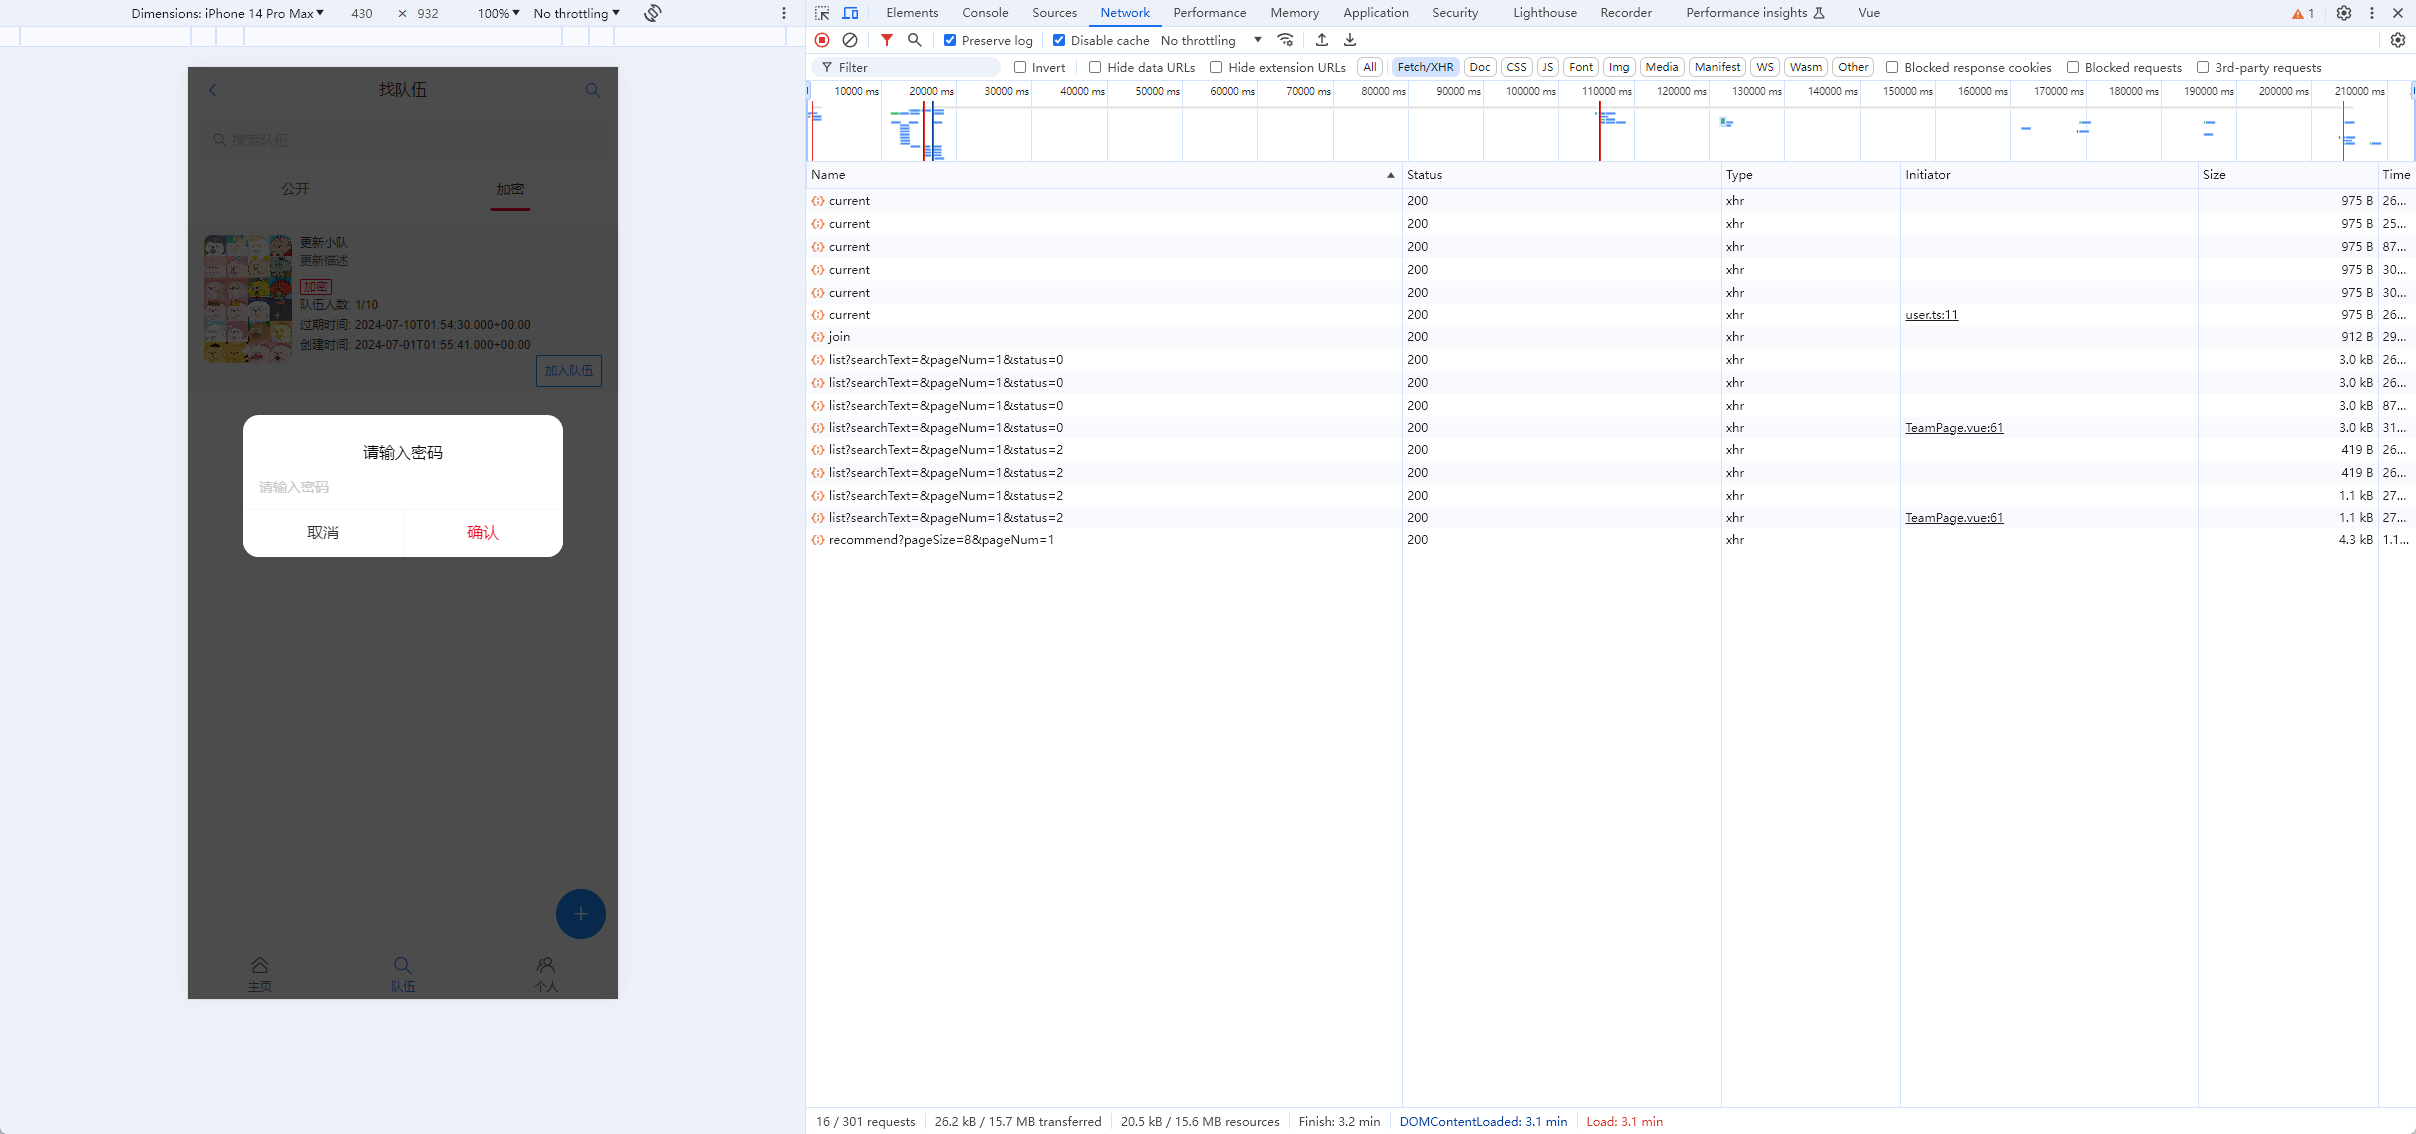 Dimensions: iPhone 14 Pro Max 430 × 932 100% No throttling
找队伍
搜索队伍
公开 加密
更新小队
更新描述
加密
队伍人数: 1/10
过期时间: 2024-07-10T01:54:30.000+00:00
创建时间: 2024-07-01T01:55:41.000+00:00
加入队伍
请输入密码
请输入密码
取消 确认
主页 队伍 个人
Elements Console Sources Network Performance Memory Application Security Lighthouse Recorder Performance insights Vue 1
Preserve log Disable cache No throttling
Filter Invert Hide data URLs Hide extension URLs All Fetch/XHR Doc CSS JS Font Img Media Manifest WS Wasm Other Blocked response cookies Blocked requests 3rd-party requests
10000 ms 20000 ms 30000 ms 40000 ms 50000 ms 60000 ms 70000 ms 80000 ms 90000 ms 100000 ms 110000 ms 120000 ms 130000 ms 140000 ms 150000 ms 160000 ms 170000 ms 180000 ms 190000 ms 200000 ms 210000 ms
Name Status Type Initiator Size Time
current 200 xhr 975 B 26...
current 200 xhr 975 B 25...
current 200 xhr 975 B 87...
current 200 xhr 975 B 30...
current 200 xhr 975 B 30...
current 200 xhr user.ts:11 975 B 26...
join 200 xhr 912 B 29...
list?searchText=&pageNum=1&status=0 200 xhr 3.0 kB 26...
list?searchText=&pageNum=1&status=0 200 xhr 3.0 kB 26...
list?searchText=&pageNum=1&status=0 200 xhr 3.0 kB 87...
list?searchText=&pageNum=1&status=0 200 xhr TeamPage.vue:61 3.0 kB 31...
list?searchText=&pageNum=1&status=2 200 xhr 419 B 26...
list?searchText=&pageNum=1&status=2 200 xhr 419 B 26...
list?searchText=&pageNum=1&status=2 200 xhr 1.1 kB 27...
list?searchText=&pageNum=1&status=2 200 xhr TeamPage.vue:61 1.1 kB 27...
recommend?pageSize=8&pageNum=1 200 xhr 4.3 kB 1.1...
16 / 301 requests 26.2 kB / 15.7 MB transferred 20.5 kB / 15.6 MB resources Finish: 3.2 min DOMContentLoaded: 3.1 min Load: 3.1 min